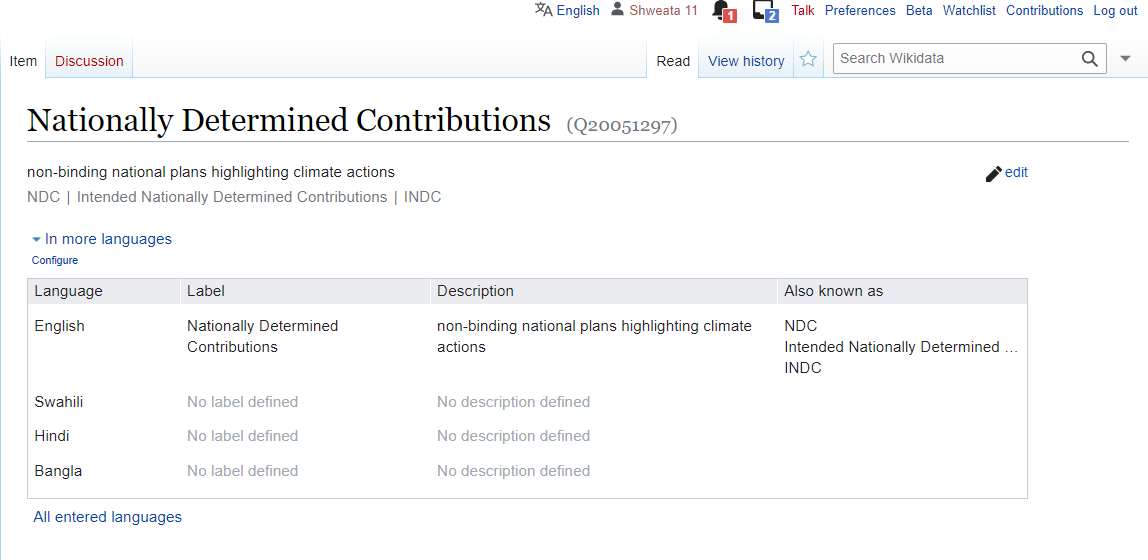 English Shweata 11 1 2 Talk Preferences Beta Watchlist Contributions Log out
Item Discussion Read View history Search Wikidata
Nationally Determined Contributions (Q20051297)
non-binding national plans highlighting climate actions edit
NDC | Intended Nationally Determined Contributions | INDC
In more languages
Configure
Language Label Description Also known as
English Nationally Determined non-binding national plans highlighting climate NDC
Contributions actions Intended Nationally Determined ...
INDC
Swahili No label defined No description defined
Hindi No label defined No description defined
Bangla No label defined No description defined
All entered languages